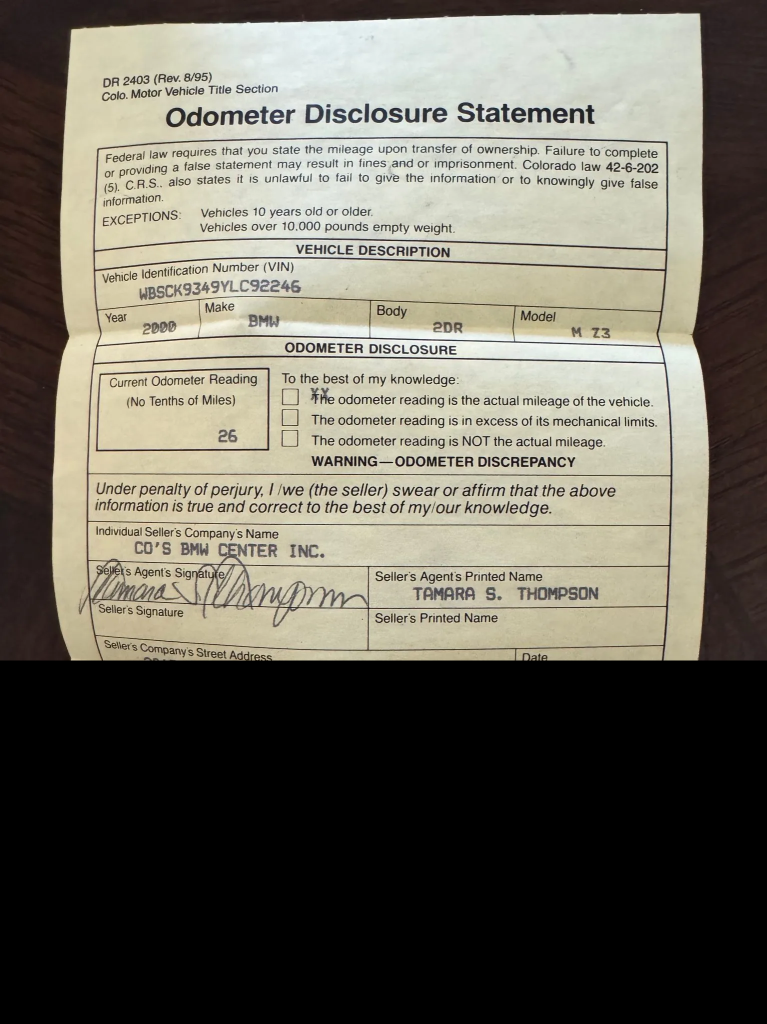 DR 2403 (Rev. 8/95)
Colo. Motor Vehicle Title Section
Odometer Disclosure Statement
Federal law requires that you state the mileage upon transfer of ownership. Failure to complete
or providing a false statement may result in fines and or imprisonment. Colorado law 42-6-202
(5). C.R.S.. also states it is unlawful to fail to give the information or to knowingly give false
information.
EXCEPTIONS: Vehicles 10 years old or older.
Vehicles over 10.000 pounds empty weight.
VEHICLE DESCRIPTION
Vehicle Identification Number (VIN)
WBSCK9349YLC92246
Year Make Body Model
2000 BMW 2DR M Z3
ODOMETER DISCLOSURE
Current Odometer Reading
(No Tenths of Miles)
26
To the best of my knowledge:
XX
The odometer reading is the actual mileage of the vehicle.
The odometer reading is in excess of its mechanical limits.
The odometer reading is NOT the actual mileage.
WARNING—ODOMETER DISCREPANCY
Under penalty of perjury, I /we (the seller) swear or affirm that the above
information is true and correct to the best of my/our knowledge.
Individual Seller's Company's Name
CO'S BMW CENTER INC.
Seller's Agent's Signature
Tamara S Thompson
Seller's Agent's Printed Name
TAMARA S. THOMPSON
Seller's Signature
Seller's Printed Name
Seller's Company's Street Address
Date